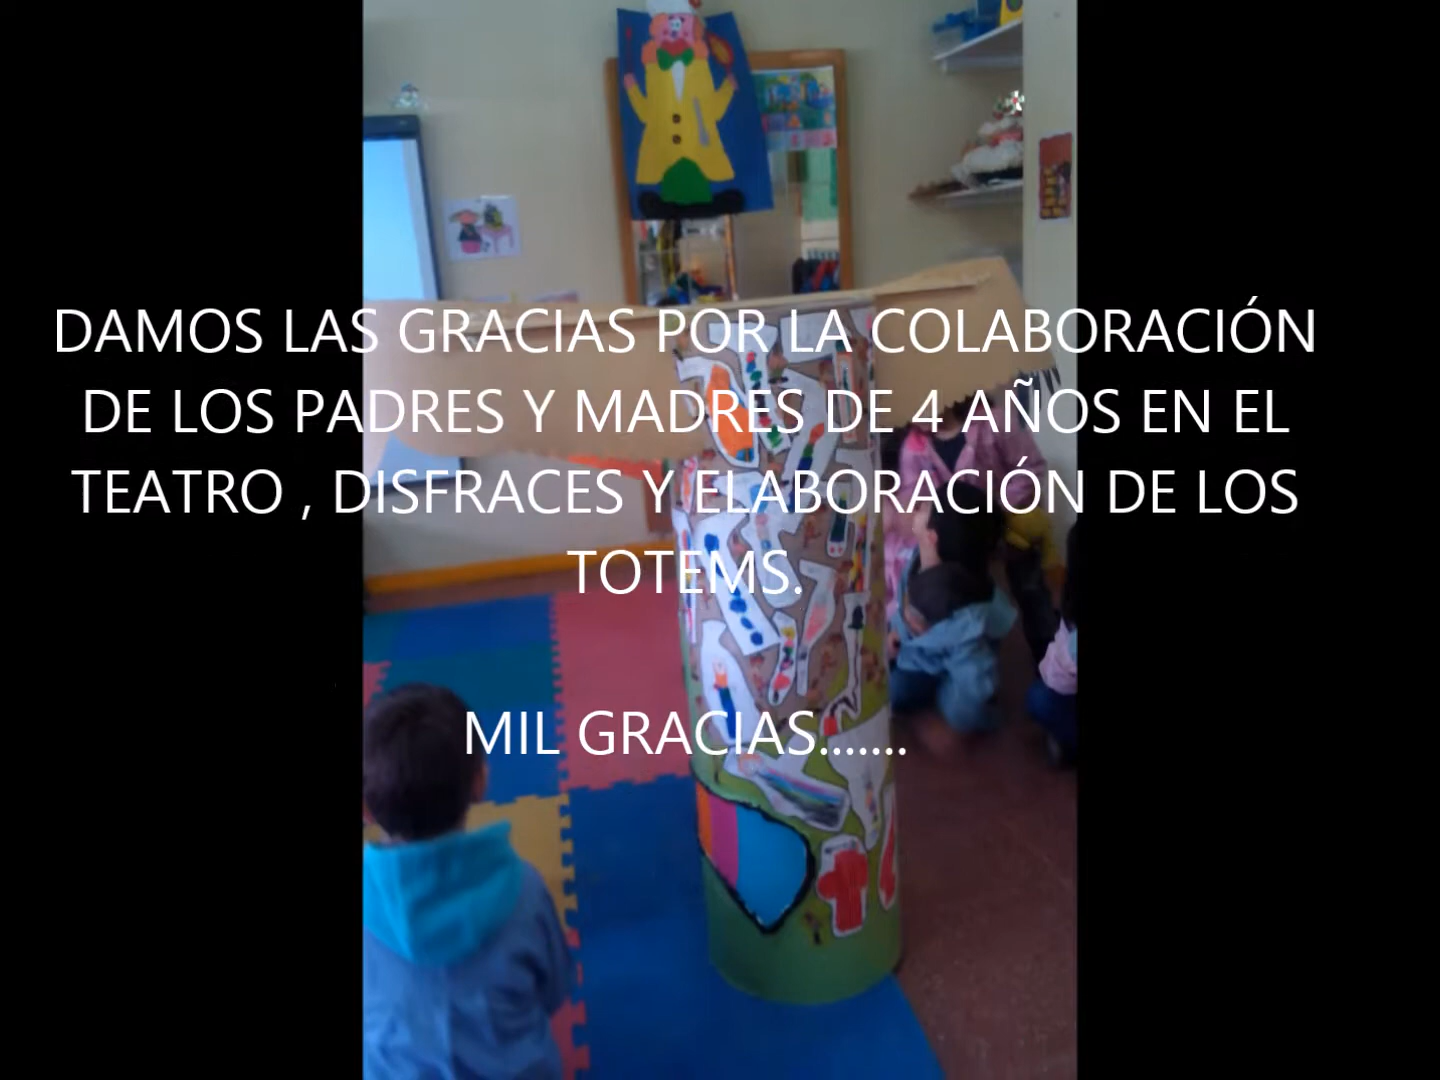 DAMOS LAS GRACIAS POR LA COLABORACIÓN
DE LOS PADRES Y MADRES DE 4 AÑOS EN EL
TEATRO , DISFRACES Y ELABORACIÓN DE LOS
TOTEMS.
MIL GRACIAS.......